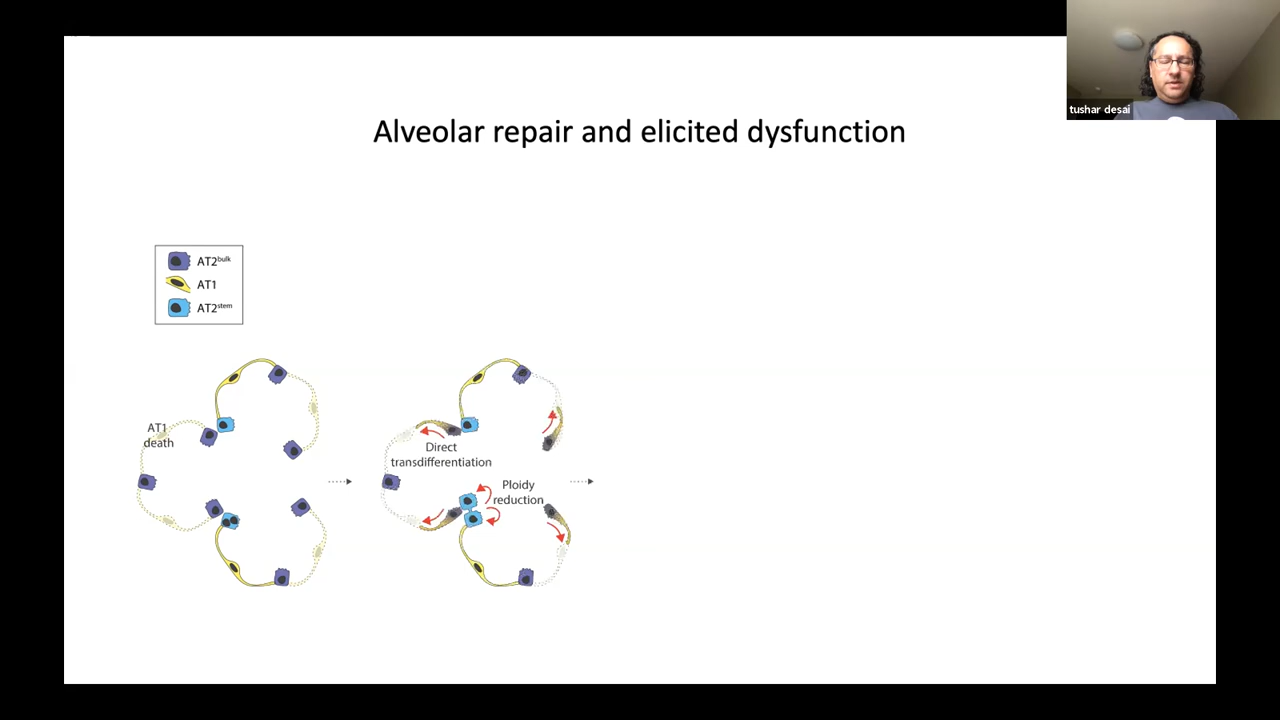 tushar desai
Alveolar repair and elicited dysfunction
AT2bulk
AT1
AT2stem
AT1
death
Direct
transdifferentiation
Ploidy
reduction